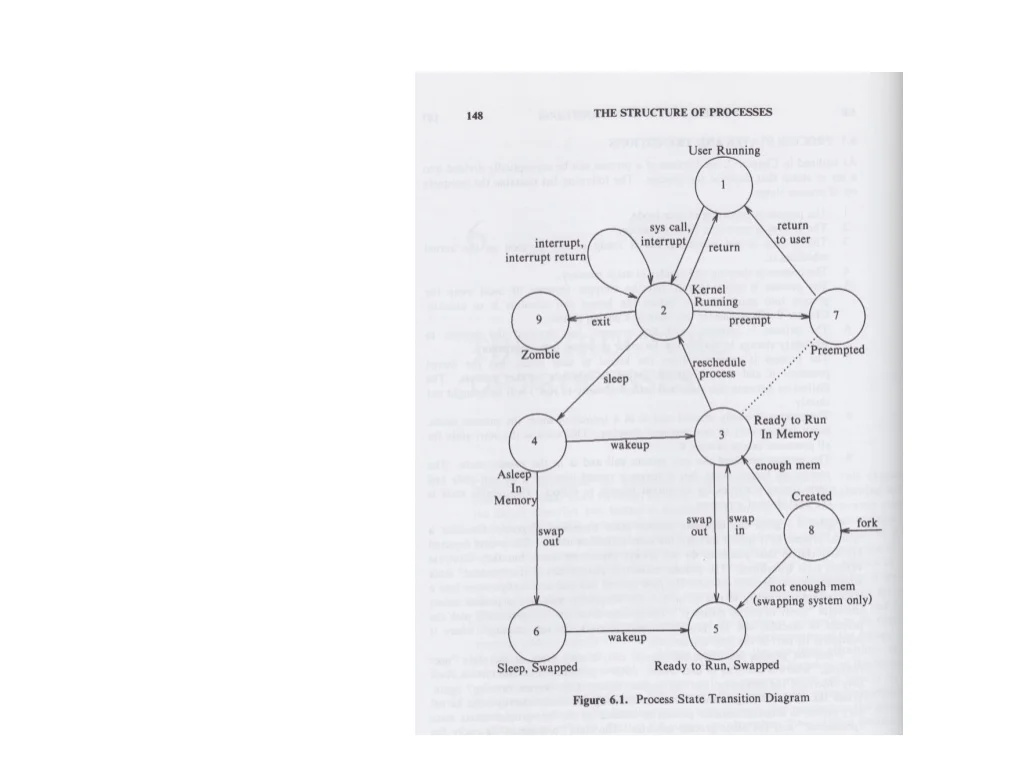 148
THE STRUCTURE OF PROCESSES
User Running
1
sys call,
interrupt
return
return
to user
interrupt,
interrupt return
Kernel
Running
2
9
exit
Zombie
preempt
7
Preempted
reschedule
process
sleep
4
wakeup
3
Ready to Run
In Memory
Asleep
In
Memory
enough mem
Created
8
fork
swap
out
swap
out
swap
in
not enough mem
(swapping system only)
6
wakeup
5
Sleep, Swapped
Ready to Run, Swapped
Figure 6.1. Process State Transition Diagram